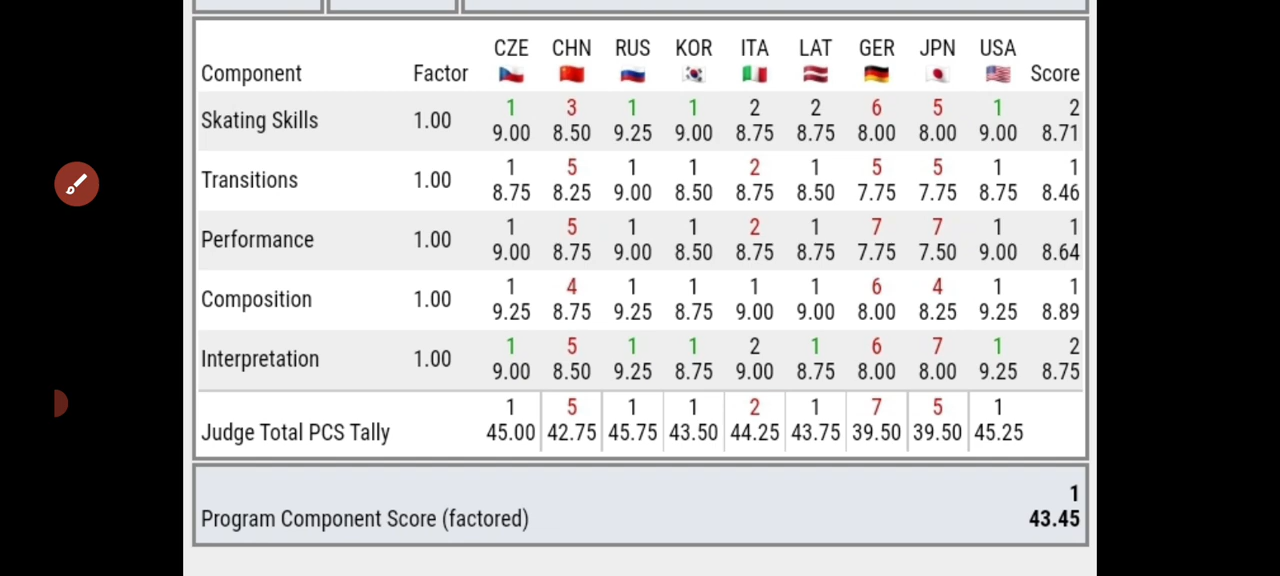 CZE CHN RUS KOR ITA LAT GER JPN USA
Component Factor Score
1 3 1 1 2 2 6 5 1 2
Skating Skills 1.00
9.00 8.50 9.25 9.00 8.75 8.75 8.00 8.00 9.00 8.71
1 5 1 1 2 1 5 5 1 1
Transitions 1.00
8.75 8.25 9.00 8.50 8.75 8.50 7.75 7.75 8.75 8.46
1 5 1 1 2 1 7 7 1 1
Performance 1.00
9.00 8.75 9.00 8.50 8.75 8.75 7.75 7.50 9.00 8.64
1 4 1 1 1 1 6 4 1 1
Composition 1.00
9.25 8.75 9.25 8.75 9.00 9.00 8.00 8.25 9.25 8.89
1 5 1 1 2 1 6 7 1 2
Interpretation 1.00
9.00 8.50 9.25 8.75 9.00 8.75 8.00 8.00 9.25 8.75
1 5 1 1 2 1 7 5 1
Judge Total PCS Tally 45.00 42.75 45.75 43.50 44.25 43.75 39.50 39.50 45.25
1
Program Component Score (factored) 43.45